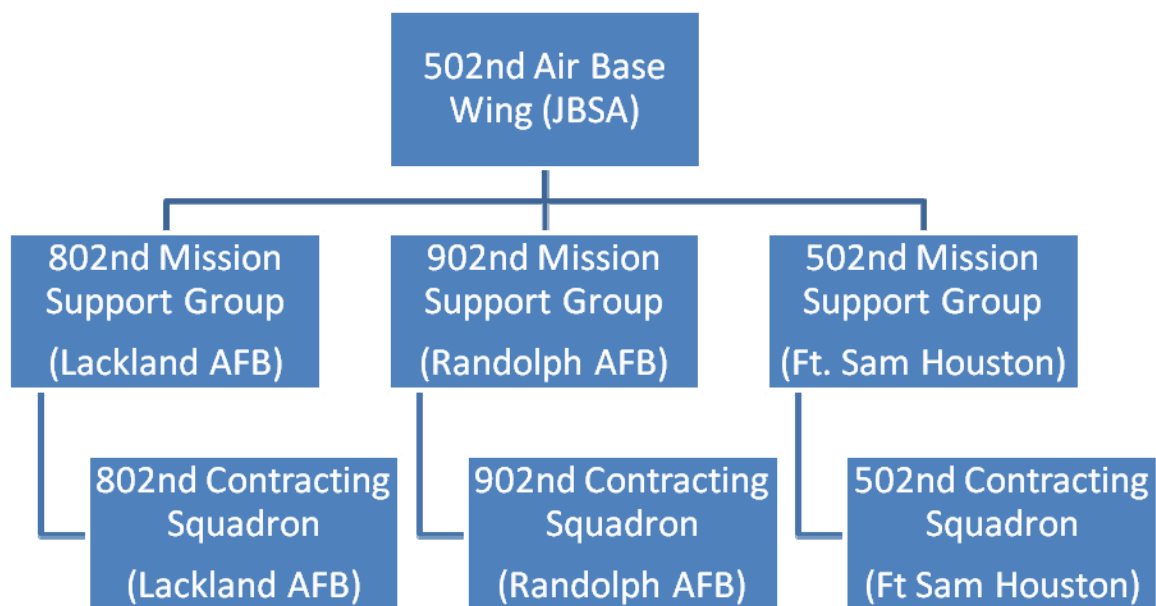 502nd Air Base
Wing (JBSA)
802nd Mission
Support Group
(Lackland AFB)
902nd Mission
Support Group
(Randolph AFB)
502nd Mission
Support Group
(Ft. Sam Houston)
802nd Contracting
Squadron
(Lackland AFB)
902nd Contracting
Squadron
(Randolph AFB)
502nd Contracting
Squadron
(Ft Sam Houston)